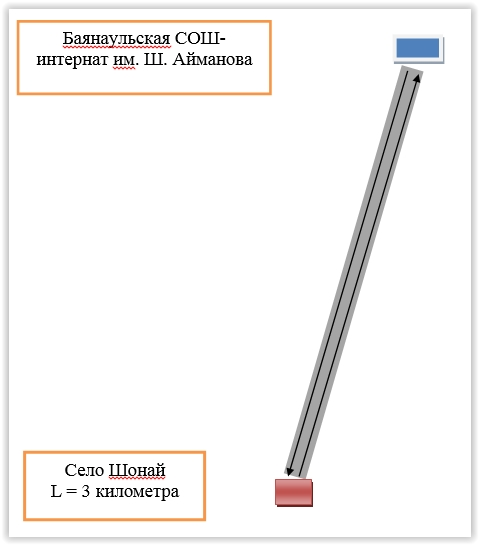 Баянаульская СОШ-
интернат им. Ш. Айманова
Село Шонай
L = 3 километра